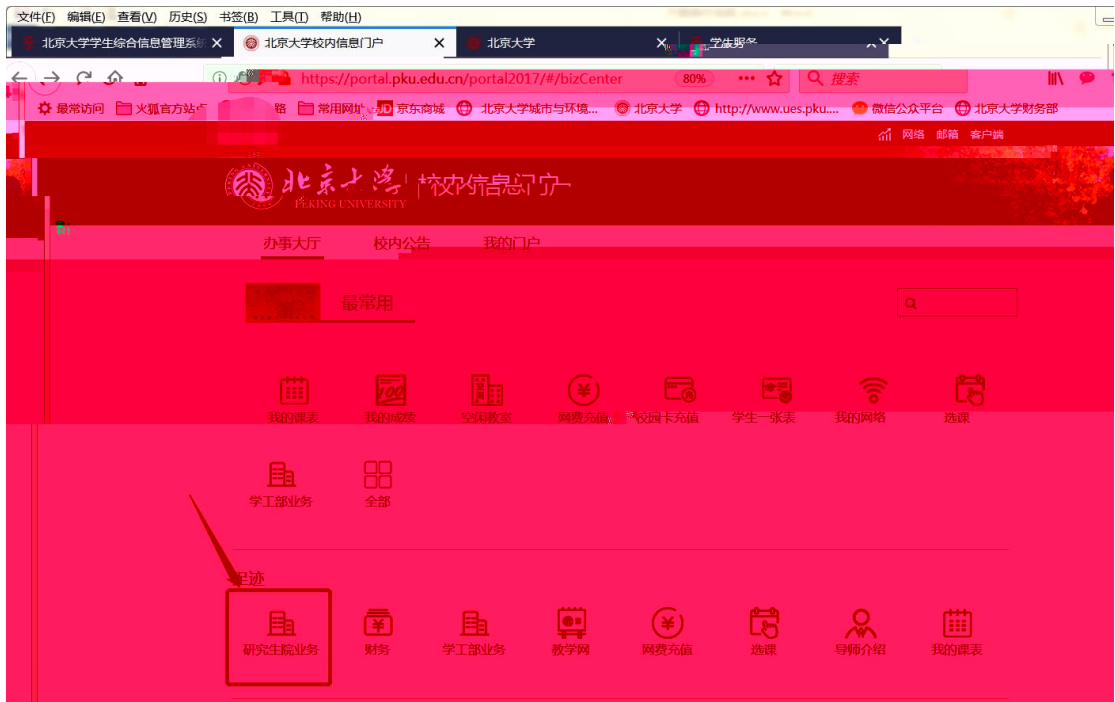 文件(F) 编辑(E) 查看(V) 历史(S) 书签(B) 工具(T) 帮助(H)
北京大学学生综合信息管理系统 × 北京大学校内信息门户 × 北京大学 ×
https://portal.pku.edu.cn/portal2017/#/bizCenter 80% ••• 搜索
最常访问 火狐官方站点 常用网址 JD 京东商城 北京大学城市与环境... 北京大学 http://www.ues.pku.... 微信公众平台 北京大学财务部
网络 邮箱 客户端
北京大学 校内信息门户
PEKING UNIVERSITY
办事大厅 校内公告 我的门户
最常用
我的课表 我的成绩 空闲教室 网费充值 校园卡充值 学生一张表 我的网络 选课
学工部业务 全部
足迹
研究生院业务 财务 学工部业务 教学网 网费充值 选课 导师介绍 我的课表